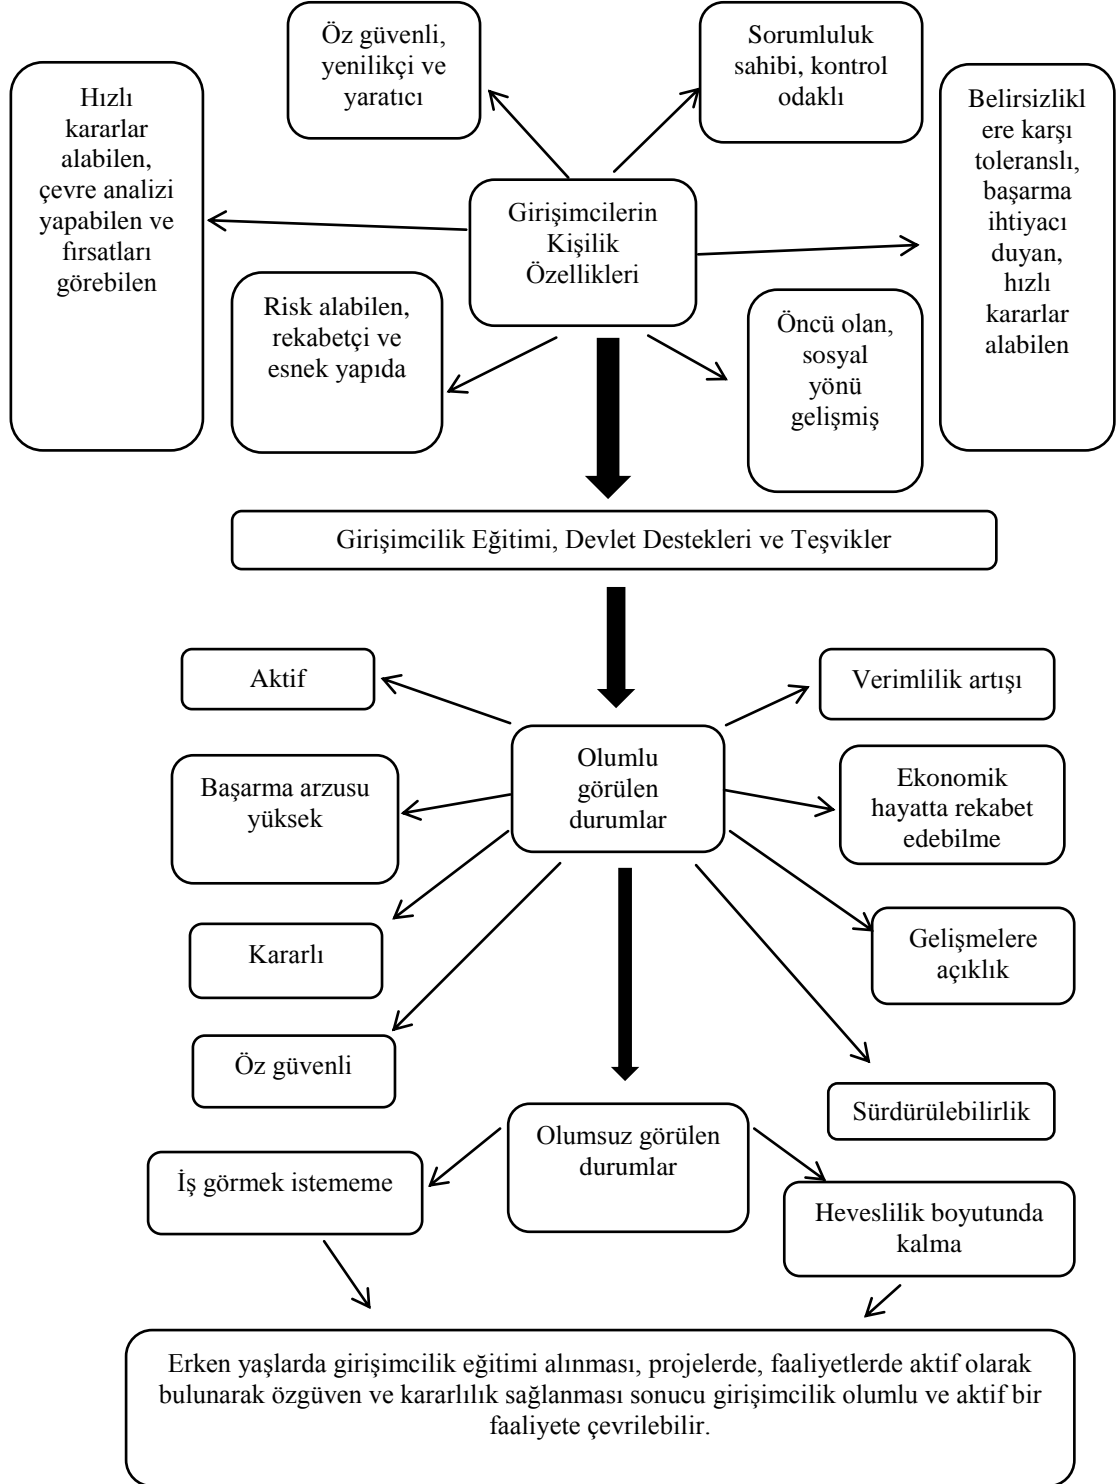 Öz güvenli,
yenilikçi ve
yaratıcı
Sorumluluk
sahibi, kontrol
odaklı
Hızlı
kararlar
alabilen,
çevre analizi
yapabilen ve
fırsatları
görebilen
Belirsizlikl
ere karşı
toleranslı,
başarma
ihtiyacı
duyan,
hızlı
kararlar
alabilen
Girişimcilerin
Kişilik
Özellikleri
Risk alabilen,
rekabetçi ve
esnek yapıda
Öncü olan,
sosyal
yönü
gelişmiş
Girişimcilik Eğitimi, Devlet Destekleri ve Teşvikler
Aktif
Verimlilik artışı
Olumlu
görülen
durumlar
Başarma arzusu
yüksek
Ekonomik
hayatta rekabet
edebilme
Kararlı
Gelişmelere
açıklık
Öz güvenli
Sürdürülebilirlik
Olumsuz görülen
durumlar
İş görmek istememe
Heveslilik boyutunda
kalma
Erken yaşlarda girişimcilik eğitimi alınması, projelerde, faaliyetlerde aktif olarak
bulunarak özgüven ve kararlılık sağlanması sonucu girişimcilik olumlu ve aktif bir
faaliyete çevrilebilir.